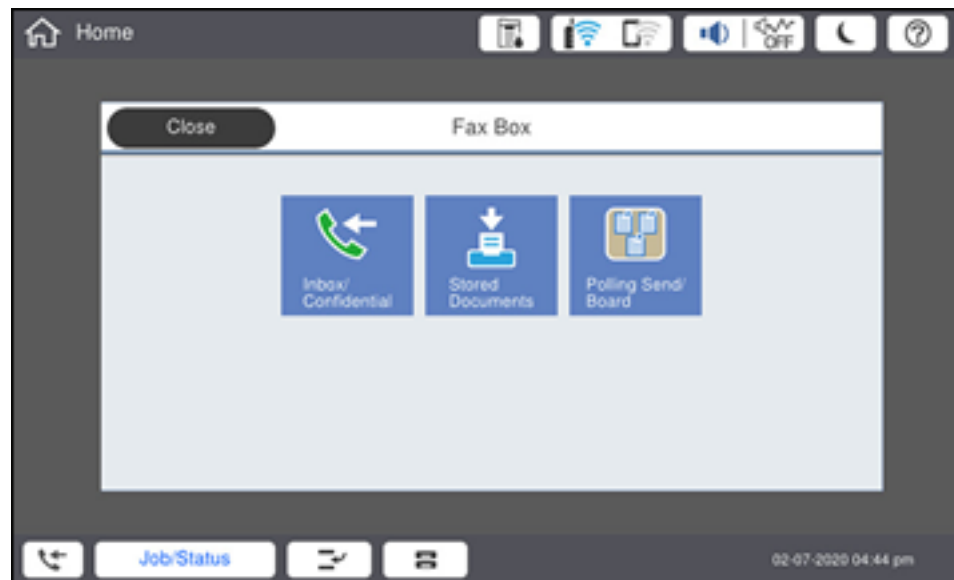 Home
OFF
Close
Fax Box
Inbox/
Confidential
Stored
Documents
Polling Send/
Board
Job/Status
02-07-2020 04:44 pm